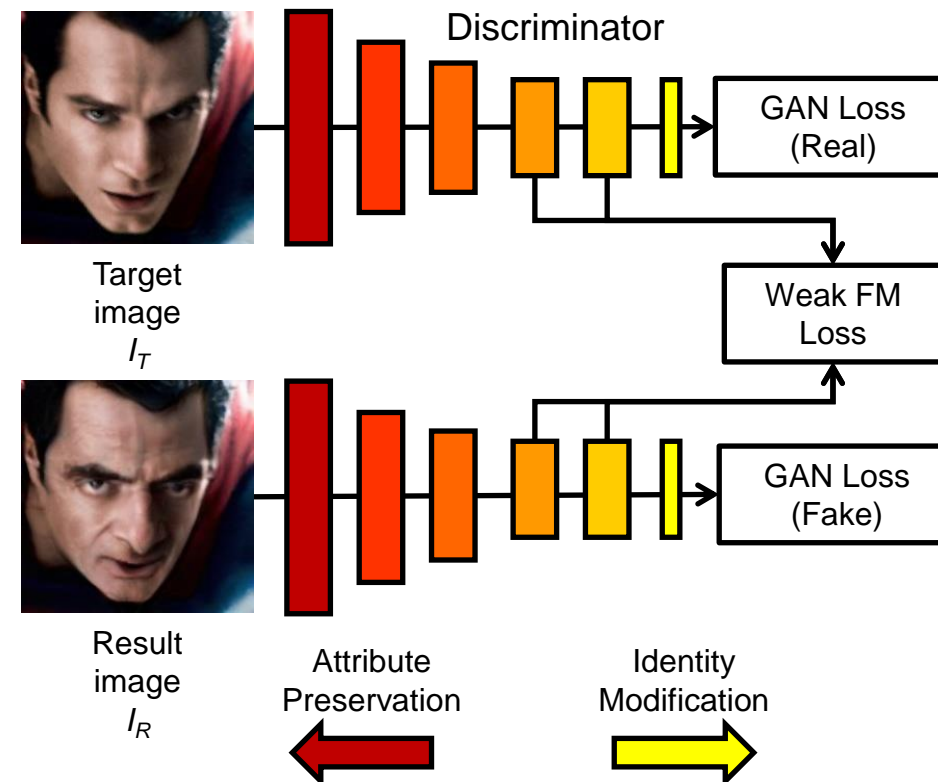 Discriminator
GAN Loss
(Real)
Target
image
I_T
Weak FM
Loss
GAN Loss
(Fake)
Result
image
I_R
Attribute
Preservation
Identity
Modification